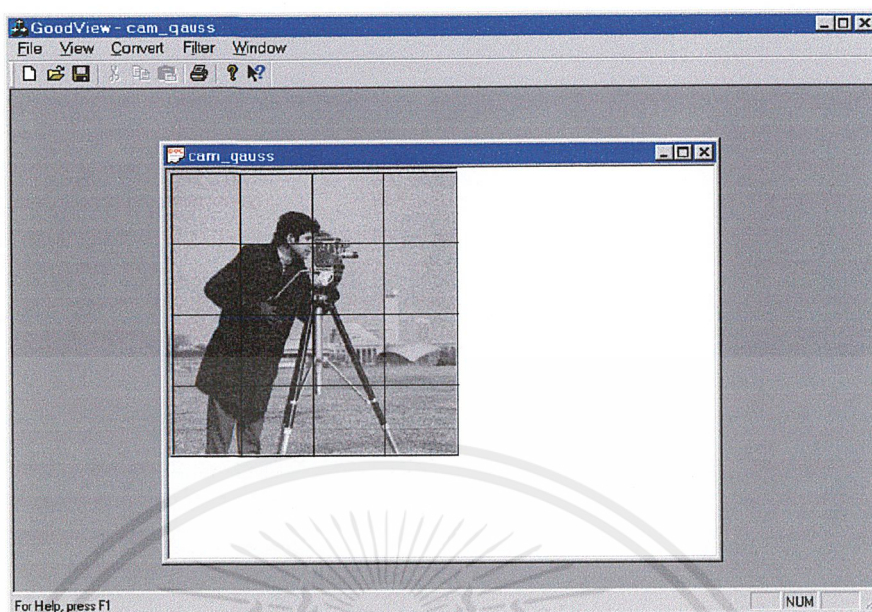 GoodView - cam_gauss
File View Convert Filter Window
cam_gauss
For Help, press F1
NUM